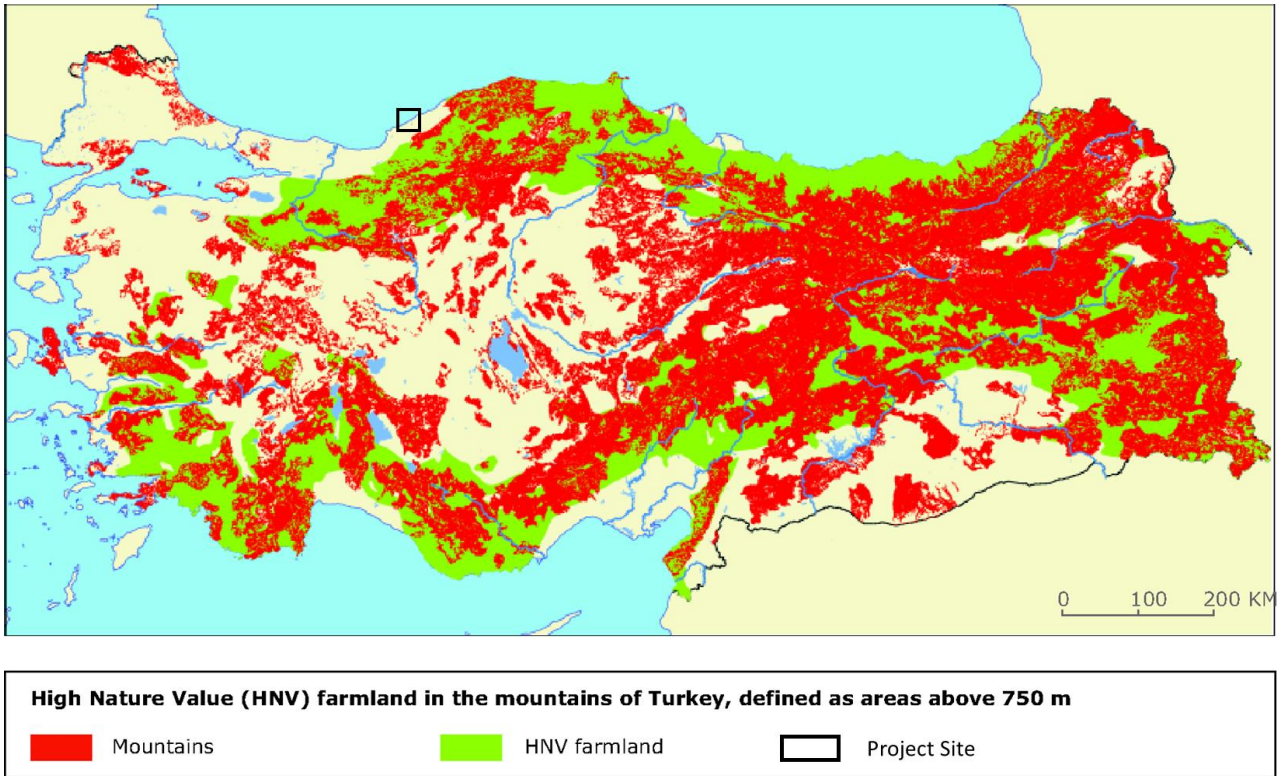 0 100 200 KM
High Nature Value (HNV) farmland in the mountains of Turkey, defined as areas above 750 m
Mountains HNV farmland Project Site